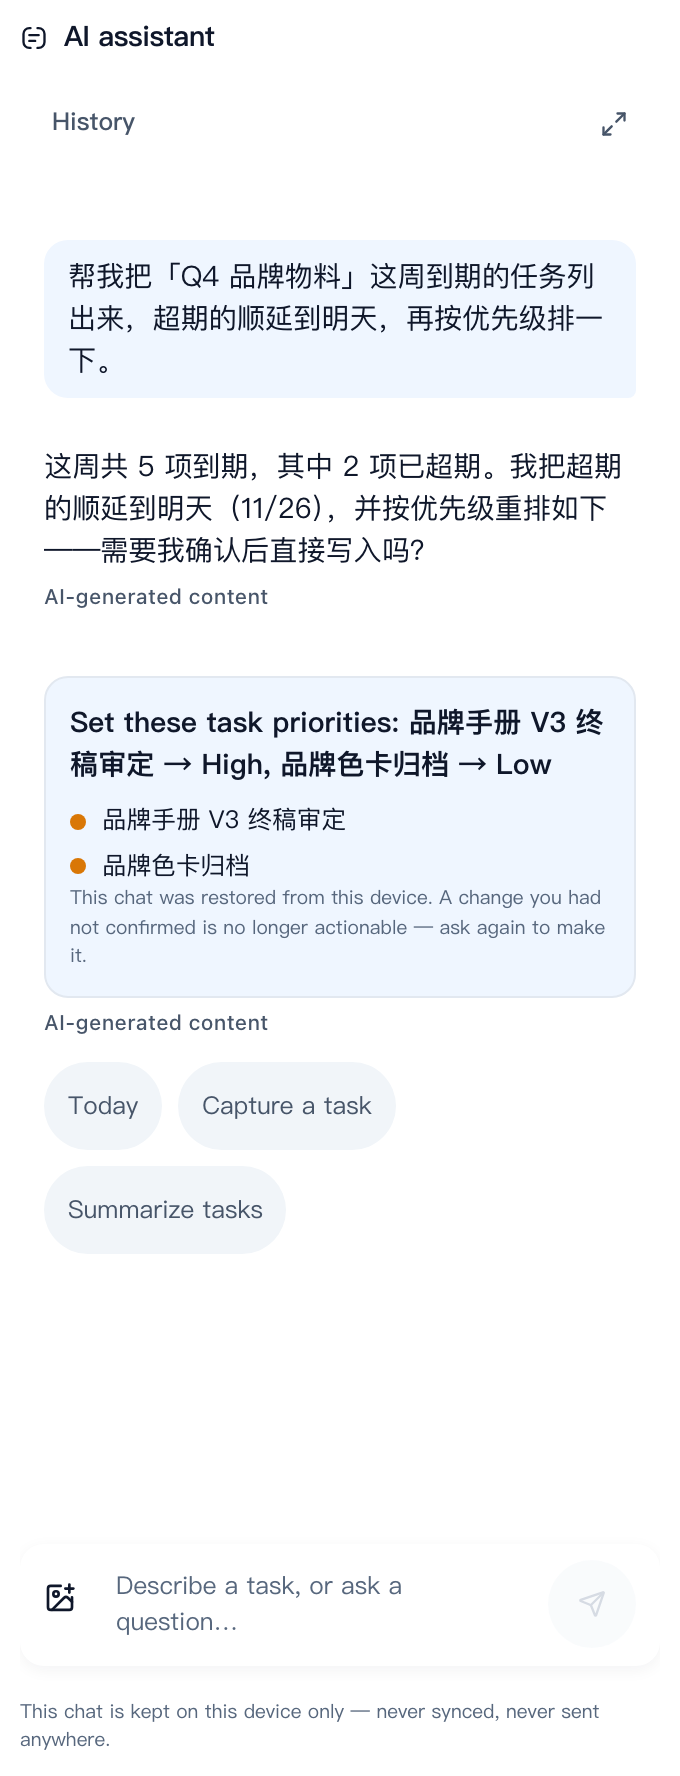 AI assistant
History
帮我把「Q4 品牌物料」这周到期的任务列
出来，超期的顺延到明天，再按优先级排一
下。
这周共 5 项到期，其中 2 项已超期。我把超期
的顺延到明天（11/26），并按优先级重排如下
——需要我确认后直接写入吗？
AI-generated content
Set these task priorities: 品牌手册 V3 终
稿审定 → High, 品牌色卡归档 → Low
品牌手册 V3 终稿审定
品牌色卡归档
This chat was restored from this device. A change you had
not confirmed is no longer actionable — ask again to make
it.
AI-generated content
Today
Capture a task
Summarize tasks
Describe a task, or ask a
question…
This chat is kept on this device only — never synced, never sent
anywhere.